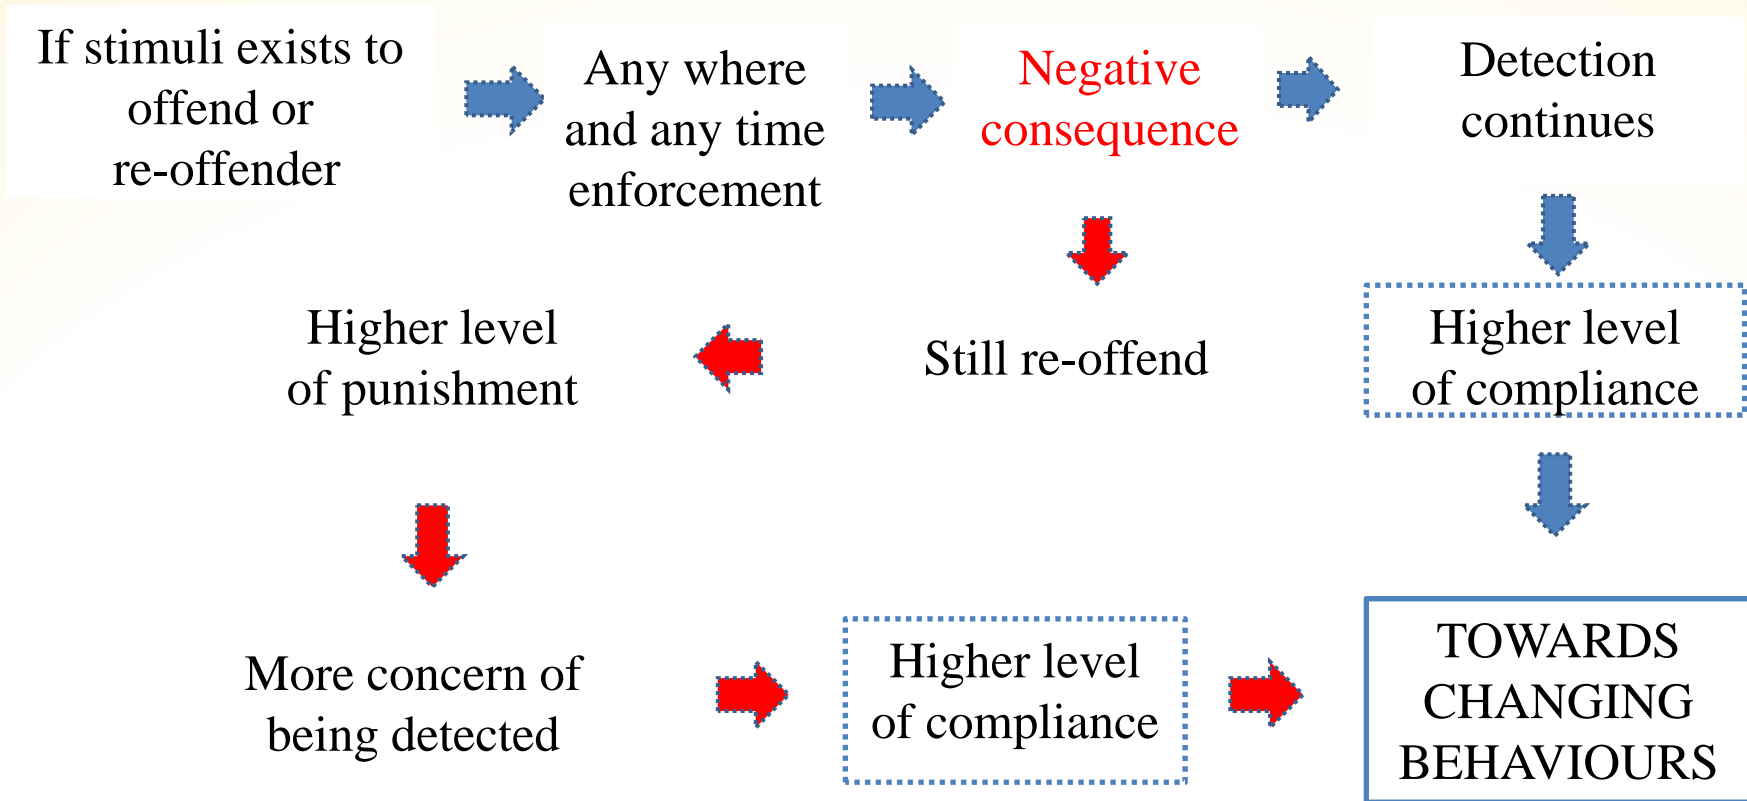 If stimuli exists to
offend or
re-offender
Any where
and any time
enforcement
Negative
consequence
Detection
continues
Higher level
of punishment
Still re-offend
Higher level
of compliance
More concern of
being detected
Higher level
of compliance
TOWARDS
CHANGING
BEHAVIOURS